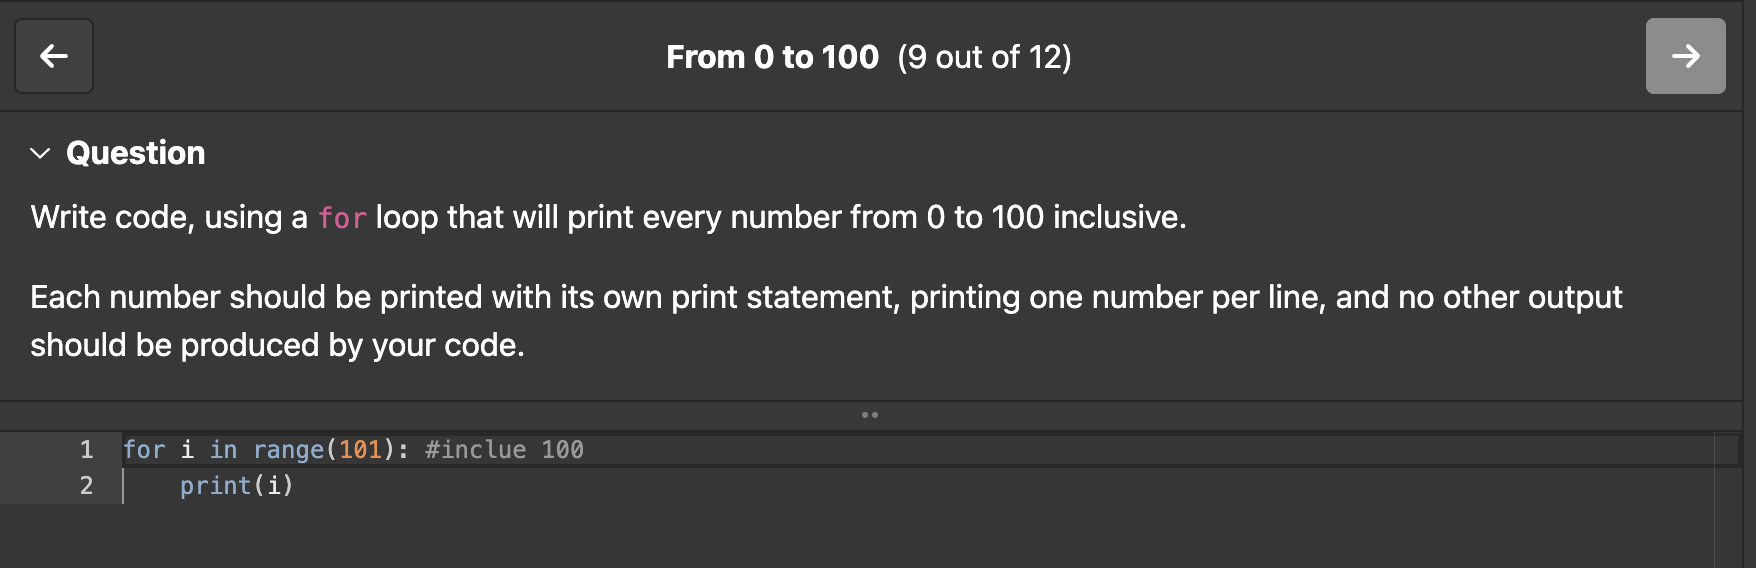 From 0 to 100 (9 out of 12)
Question
Write code, using a for loop that will print every number from 0 to 100 inclusive.
Each number should be printed with its own print statement, printing one number per line, and no other output
should be produced by your code.
1 for i in range(101): #inclue 100
2     print(i)